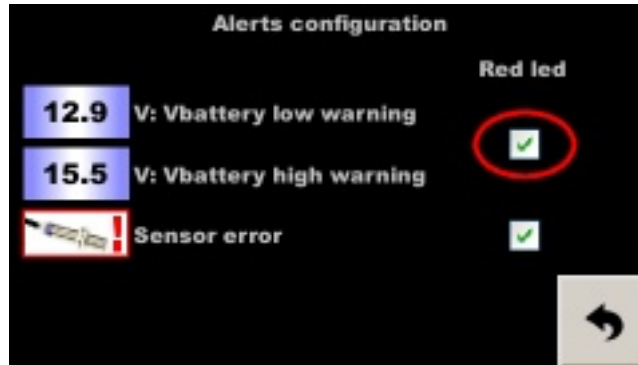 Alerts configuration
Red led
12.9 V: Vbattery low warning
15.5 V: Vbattery high warning
! Sensor error